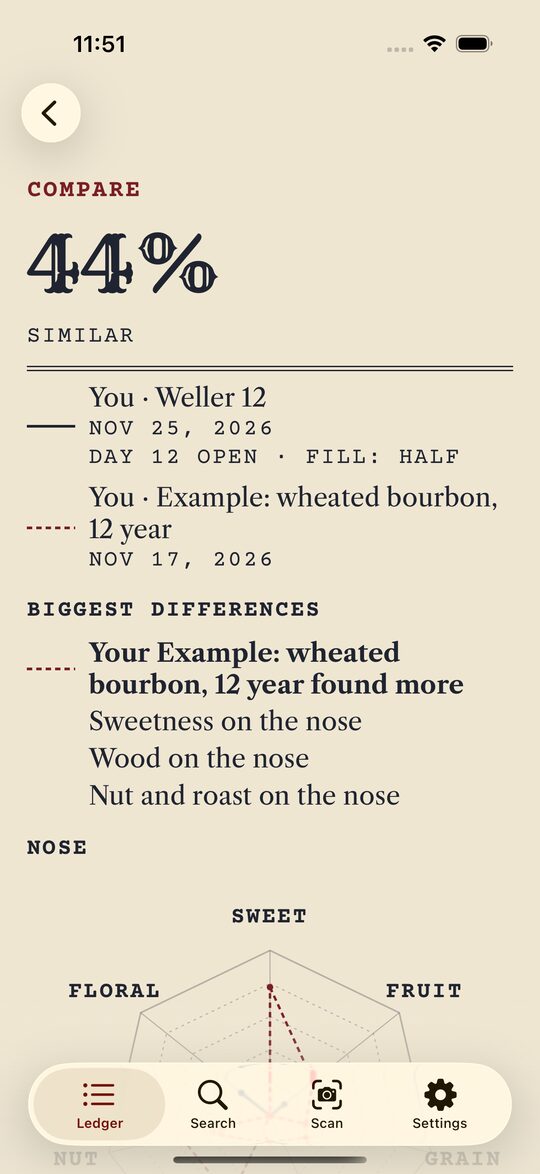 11:51
COMPARE
44%
SIMILAR
You · Weller 12
NOV 25, 2026
DAY 12 OPEN · FILL: HALF
You · Example: wheated bourbon,
12 year
NOV 17, 2026
BIGGEST DIFFERENCES
Your Example: wheated
bourbon, 12 year found more
Sweetness on the nose
Wood on the nose
Nut and roast on the nose
NOSE
SWEET
FLORAL
FRUIT
Ledger
Search
Scan
Settings
NUT
GRAIN